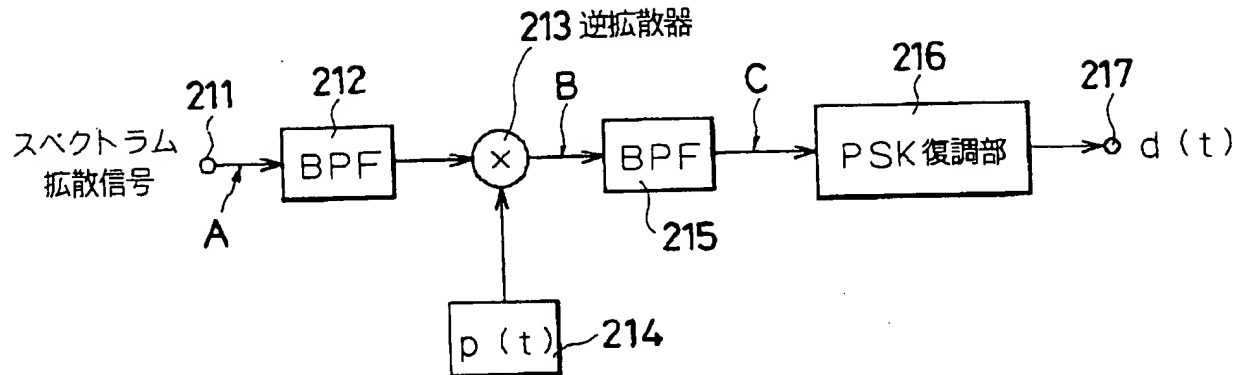 213 逆拡散器
216
217
212
211
B
C
スペクトラム
拡散信号
BPF
×
BPF
PSK復調部
d(t)
A
215
p(t)
214